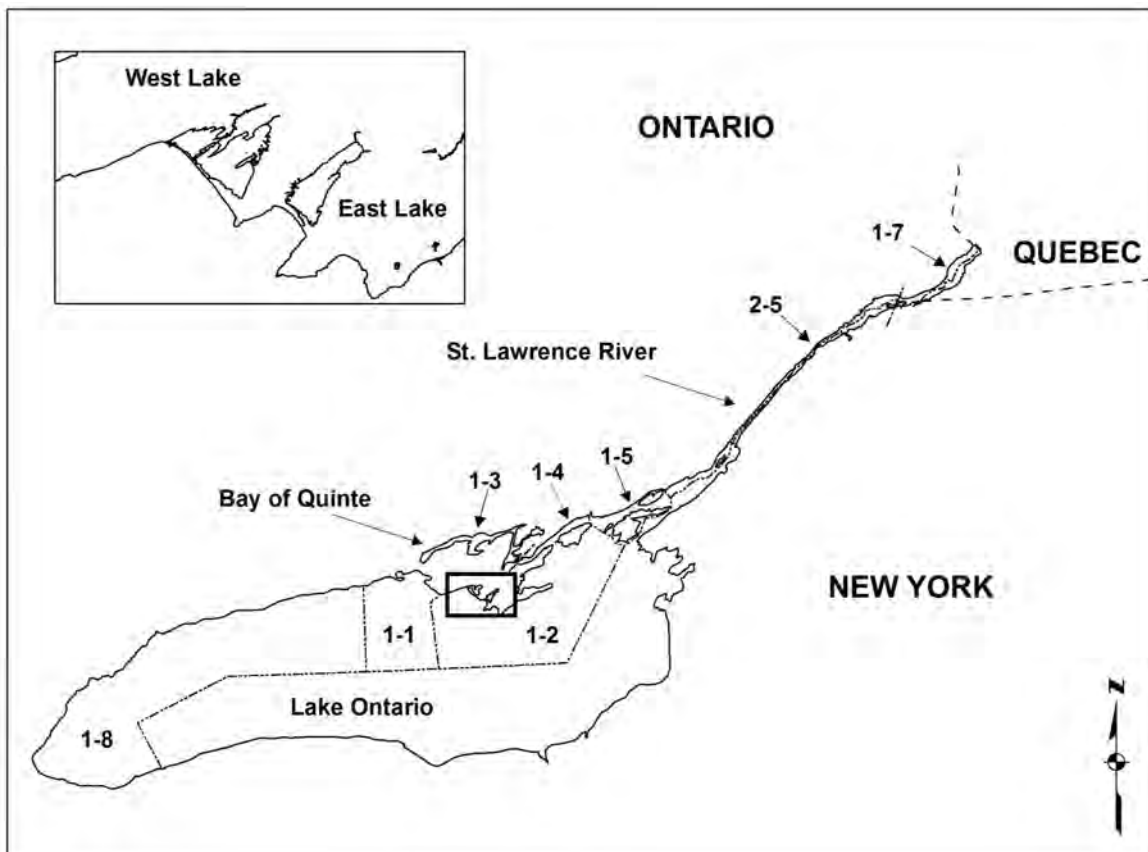 West Lake
East Lake
ONTARIO
QUEBEC
1-7
2-5
St. Lawrence River
1-5
1-4
1-3
Bay of Quinte
NEW YORK
1-1
1-2
Lake Ontario
1-8
N